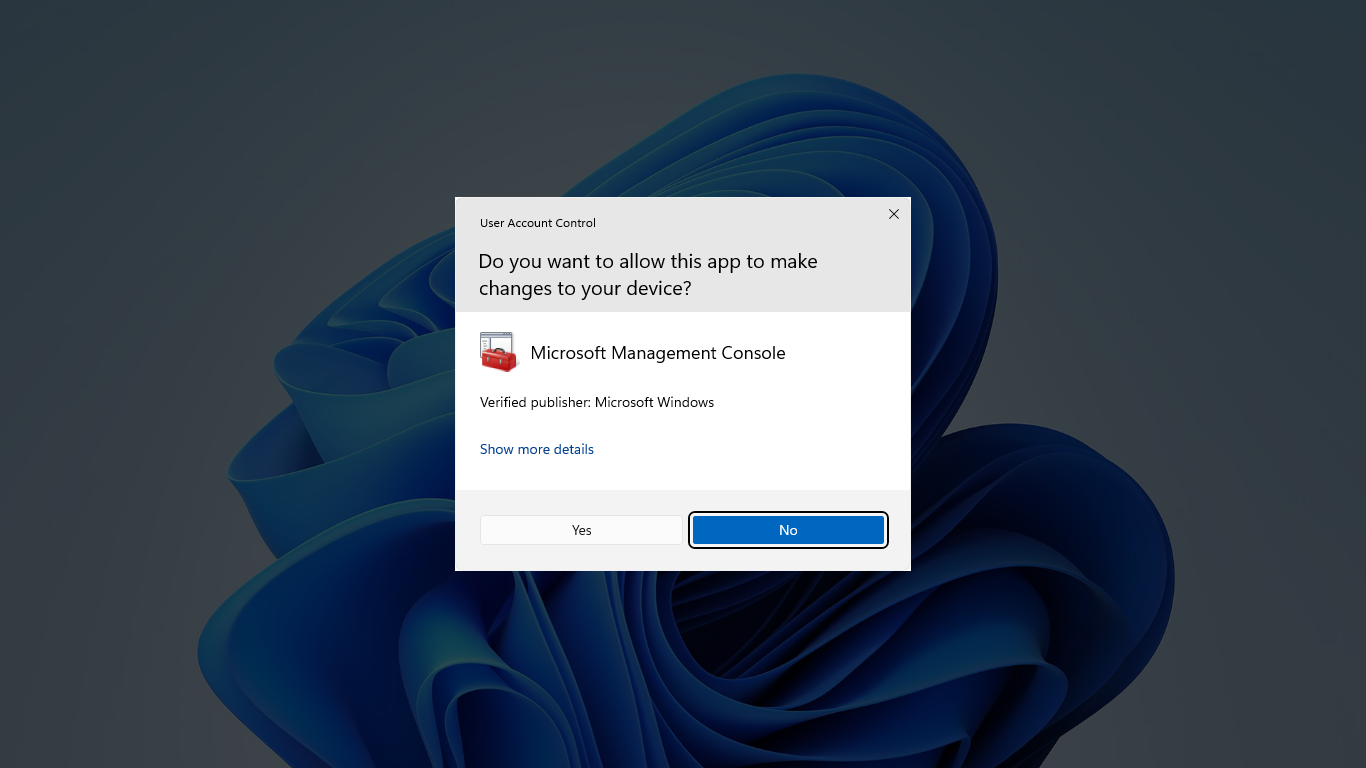 User Account Control
Do you want to allow this app to make
changes to your device?
Microsoft Management Console
Verified publisher: Microsoft Windows
Show more details
Yes
No